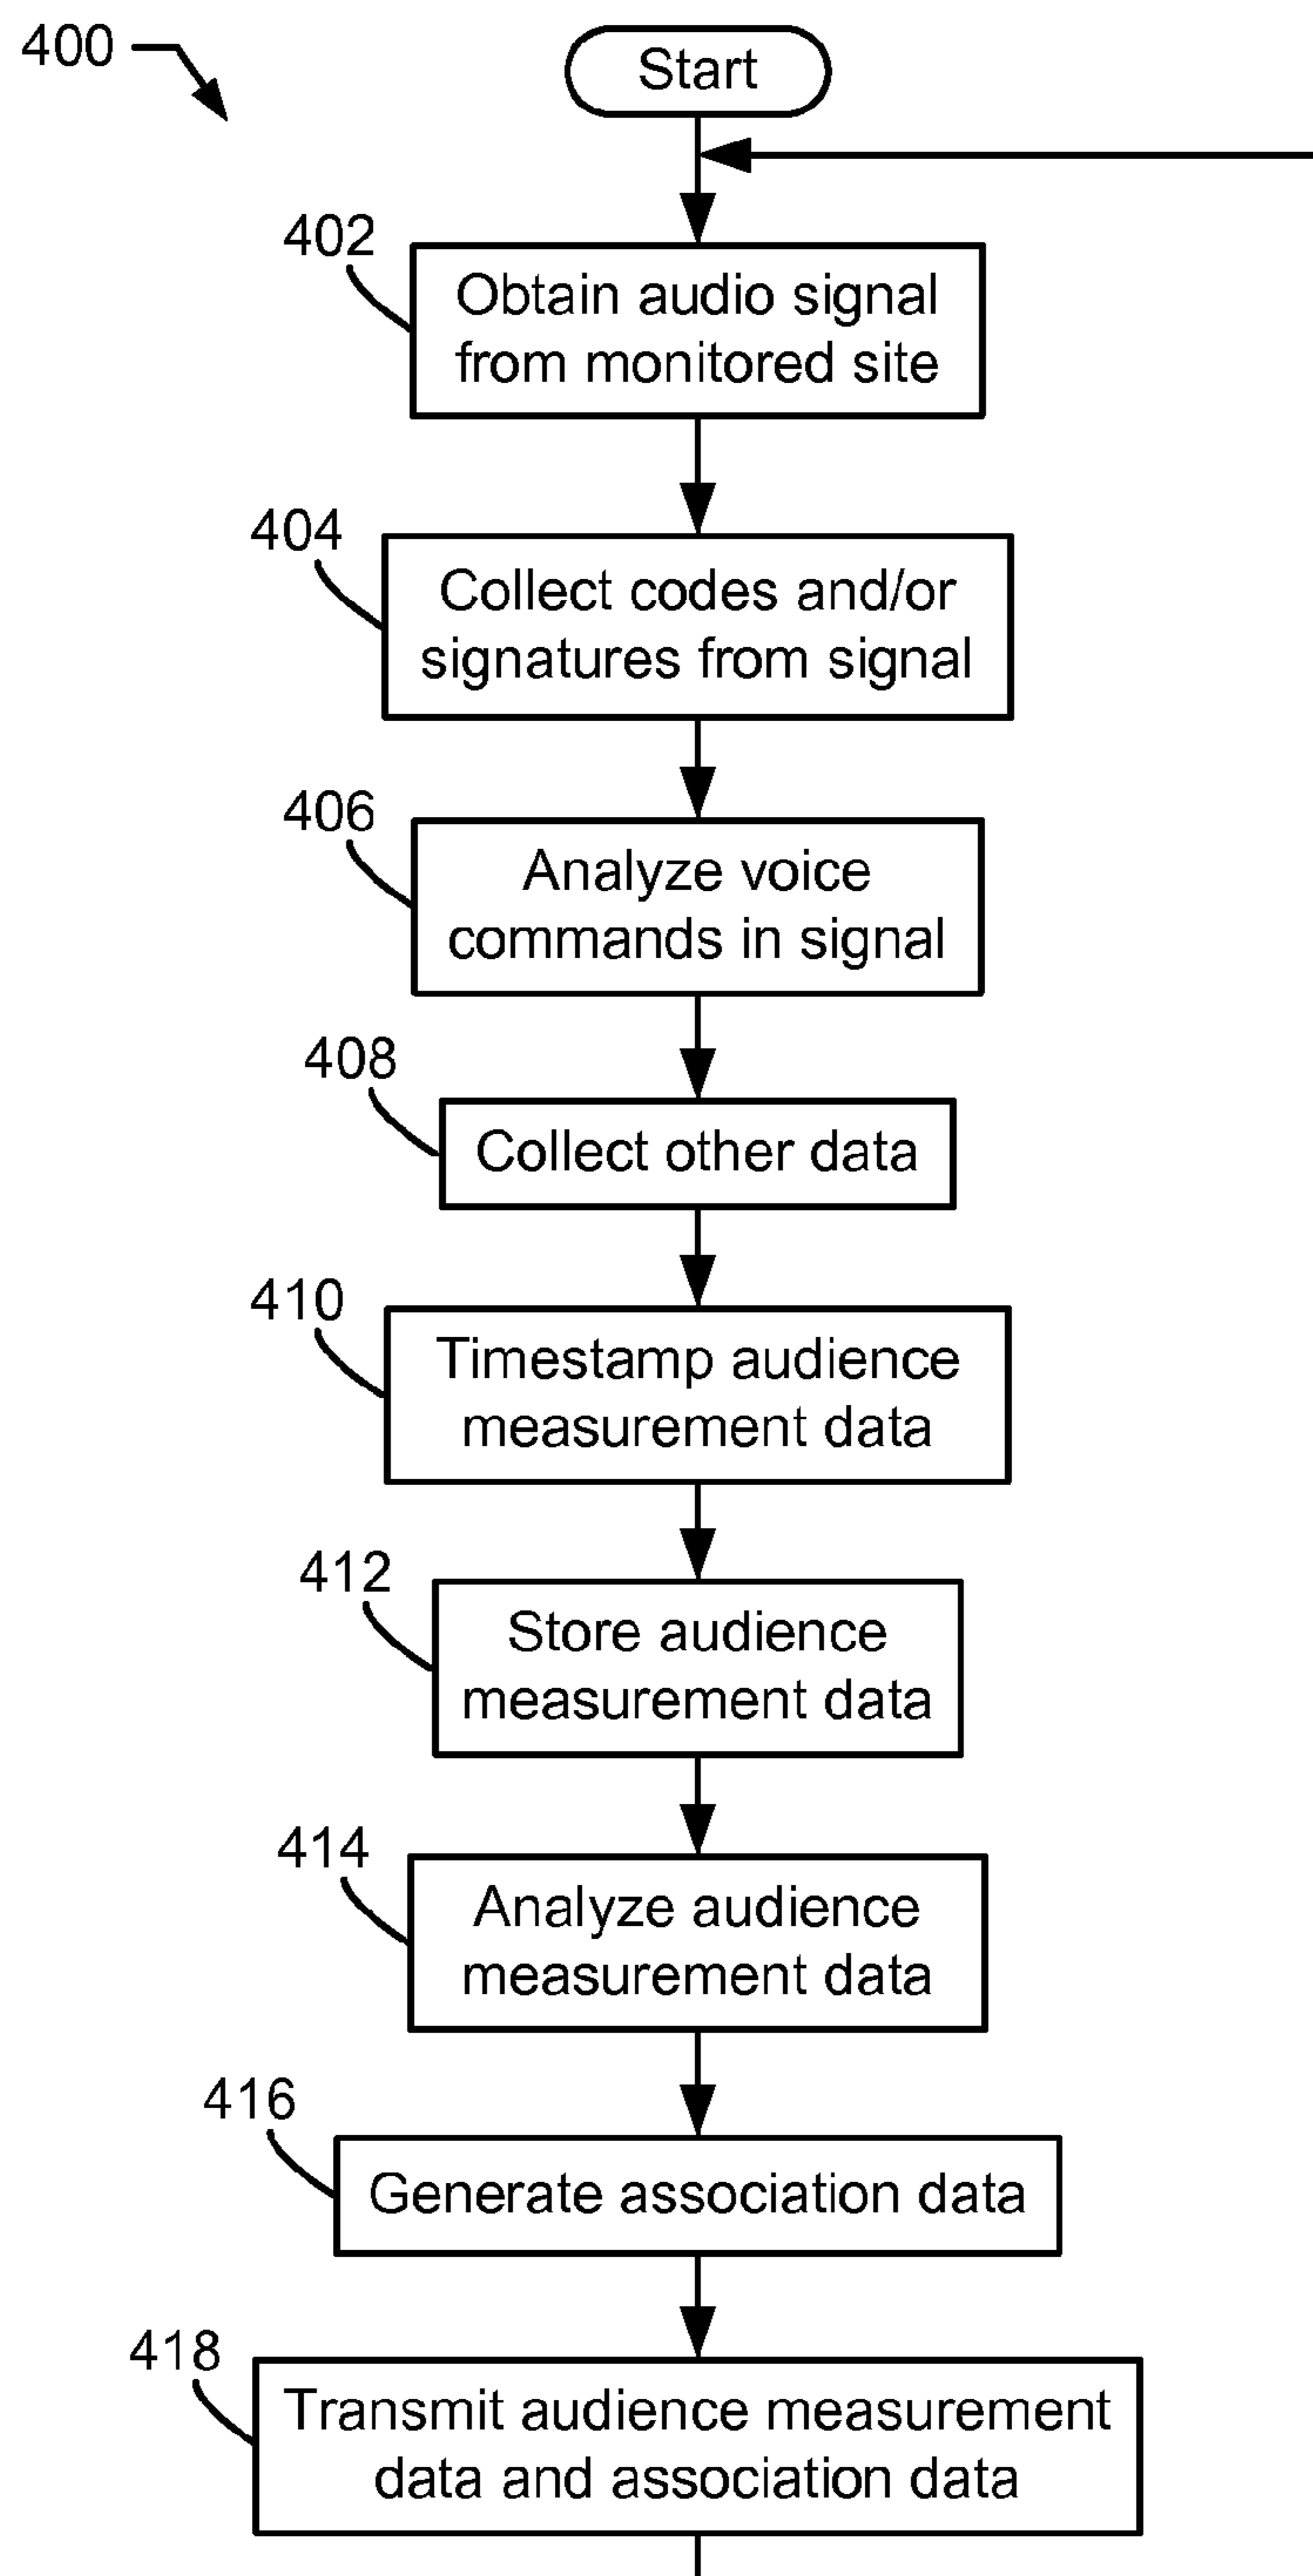 400
Start
402
Obtain audio signal
from monitored site
404
Collect codes and/or
signatures from signal
406
Analyze voice
commands in signal
408
Collect other data
410
Timestamp audience
measurement data
412
Store audience
measurement data
414
Analyze audience
measurement data
416
Generate association data
418
Transmit audience measurement
data and association data